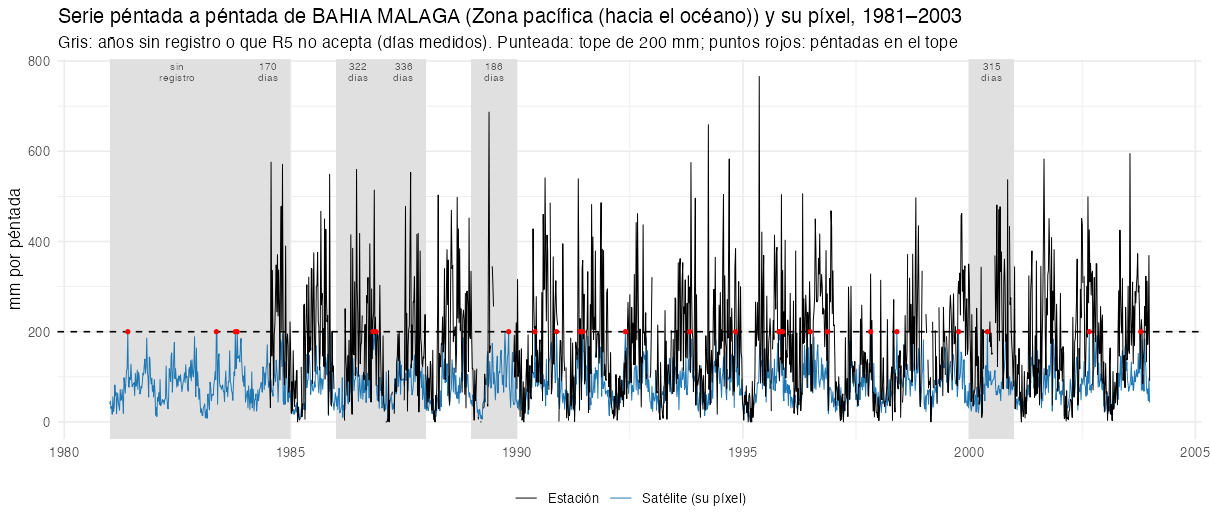 Serie péntada a péntada de BAHIA MALAGA (Zona pacífica (hacia el océano)) y su píxel, 1981–2003
Gris: años sin registro o que R5 no acepta (días medidos). Punteada: tope de 200 mm; puntos rojos: péntadas en el tope
mm por péntada
800
600
400
200
0
sin
registro
170
días
322
días
336
días
186
días
315
días
1980
1985
1990
1995
2000
2005
Estación
Satélite (su píxel)